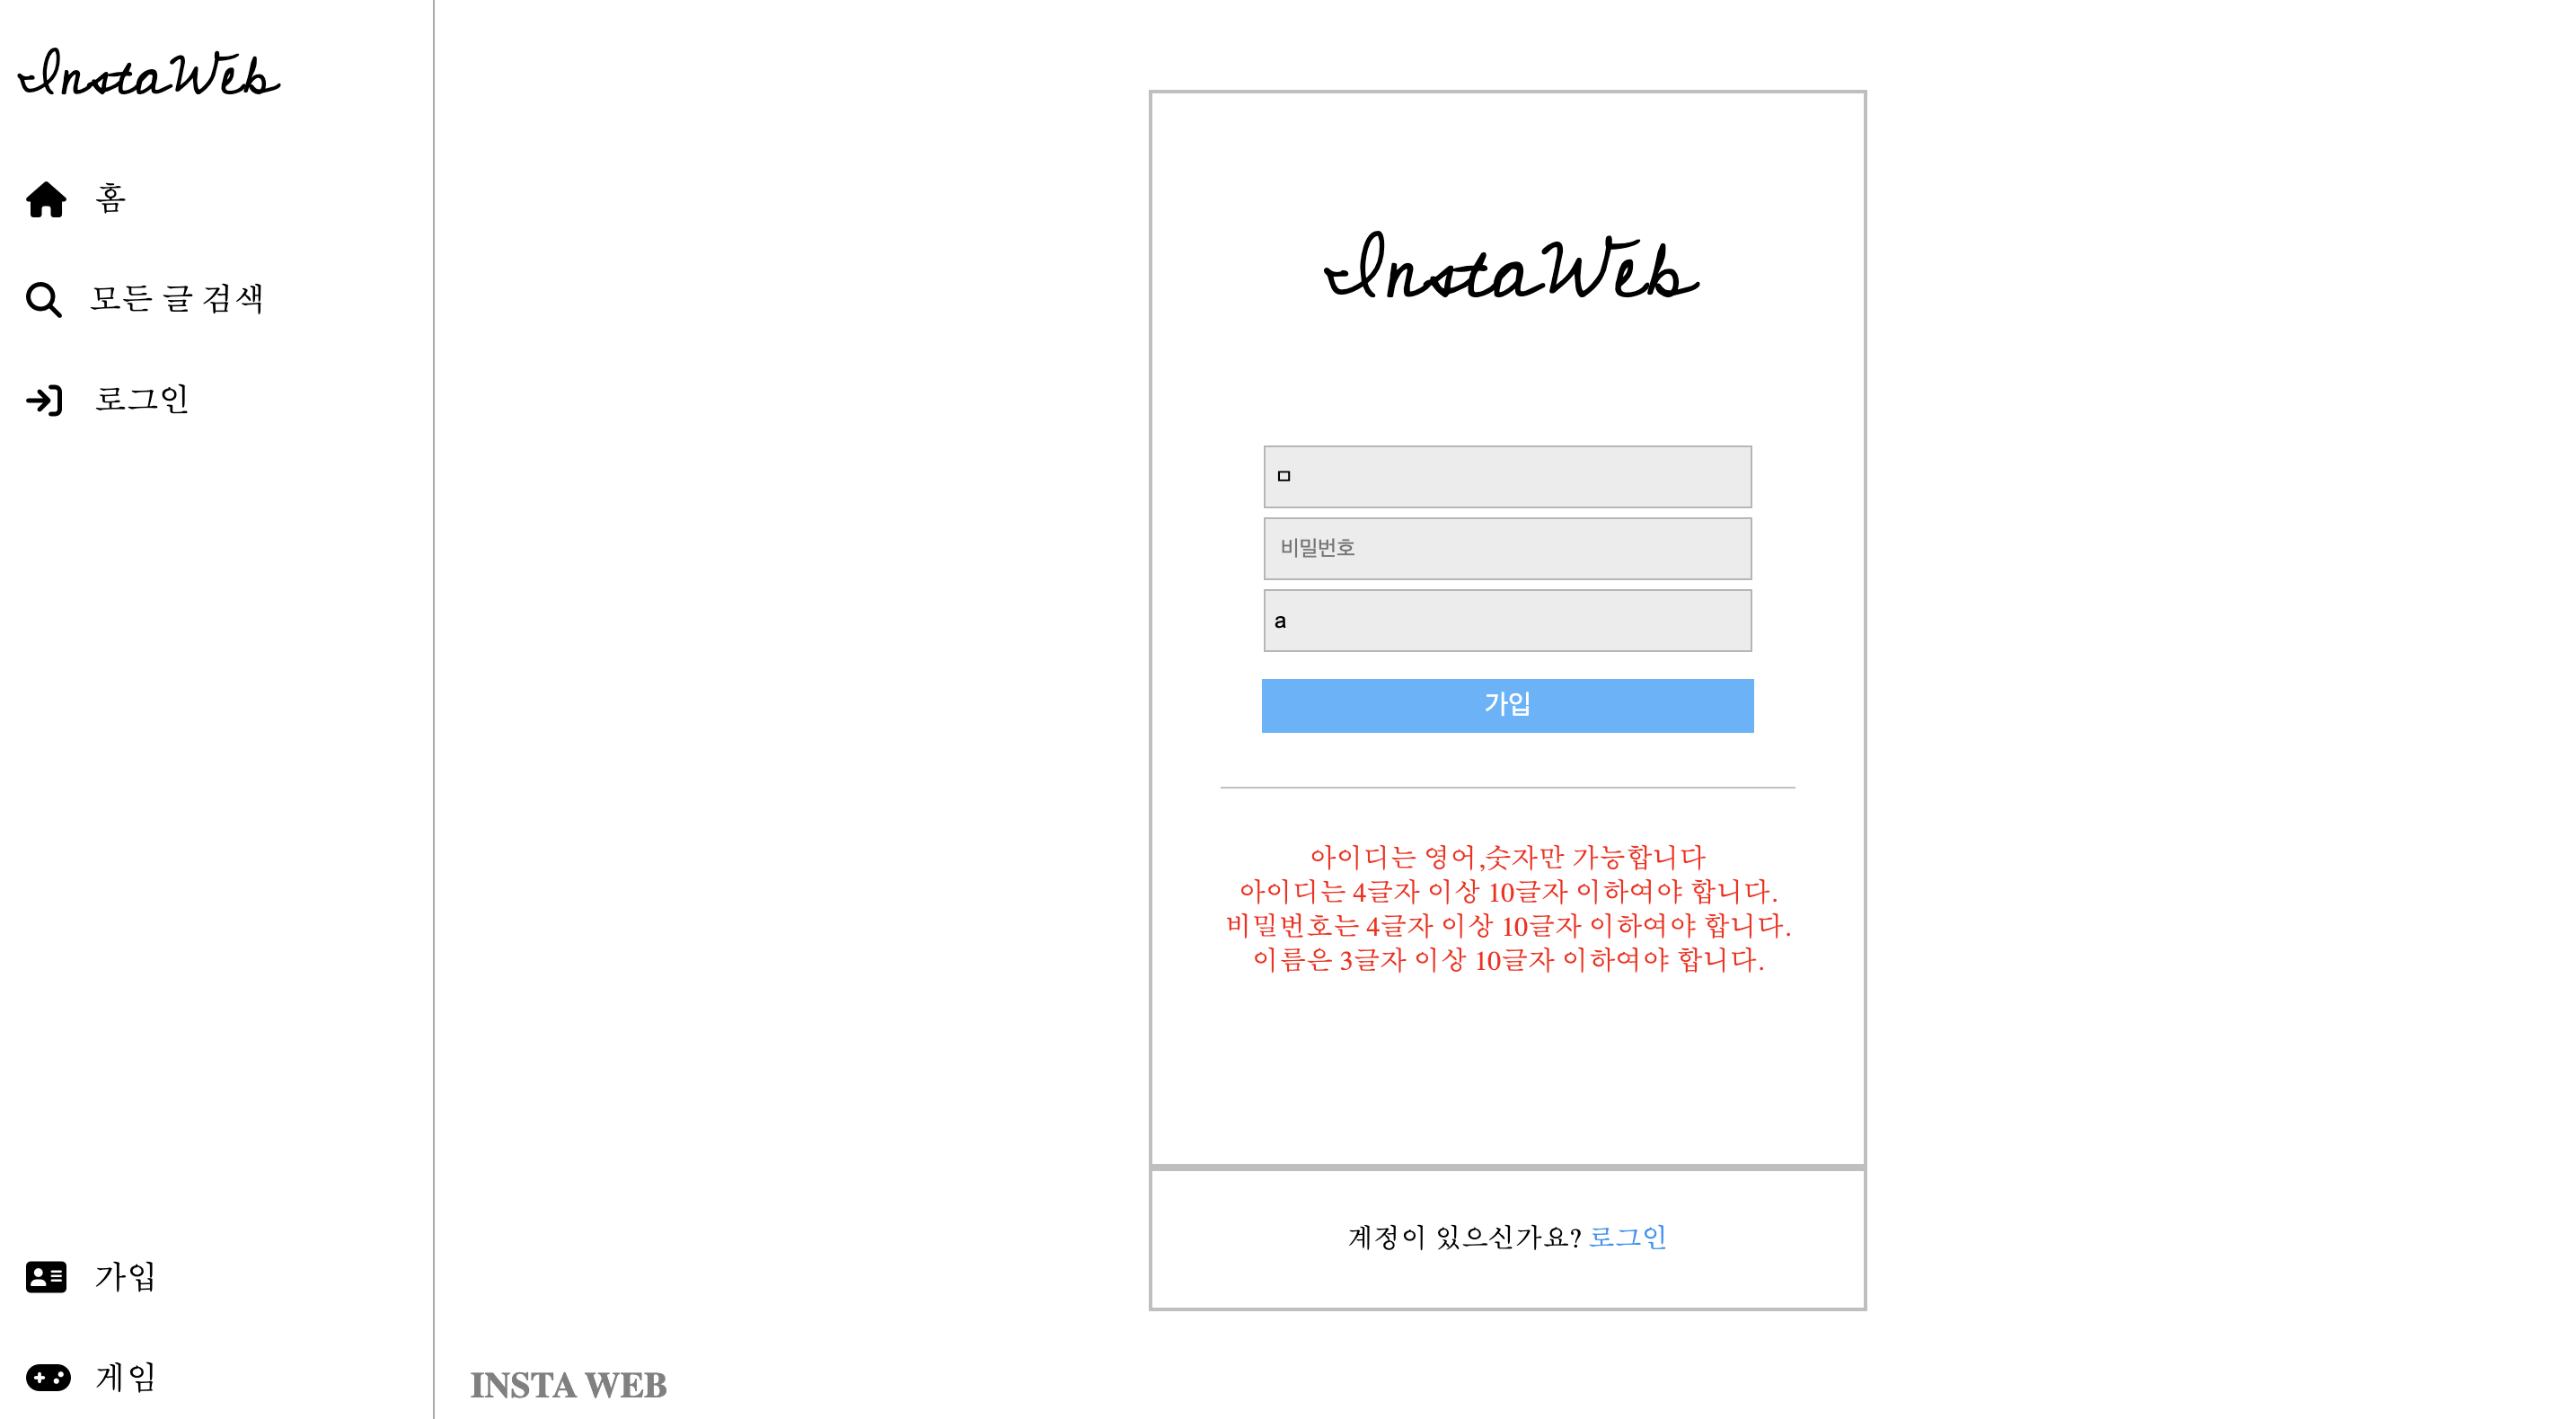 InstaWeb
홈
모든 글 검색
로그인
가입
게임
InstaWeb
ㅁ
비밀번호
a
가입
아이디는 영어,숫자만 가능합니다
아이디는 4글자 이상 10글자 이하여야 합니다.
비밀번호는 4글자 이상 10글자 이하여야 합니다.
이름은 3글자 이상 10글자 이하여야 합니다.
계정이 있으신가요? 로그인
INSTA WEB